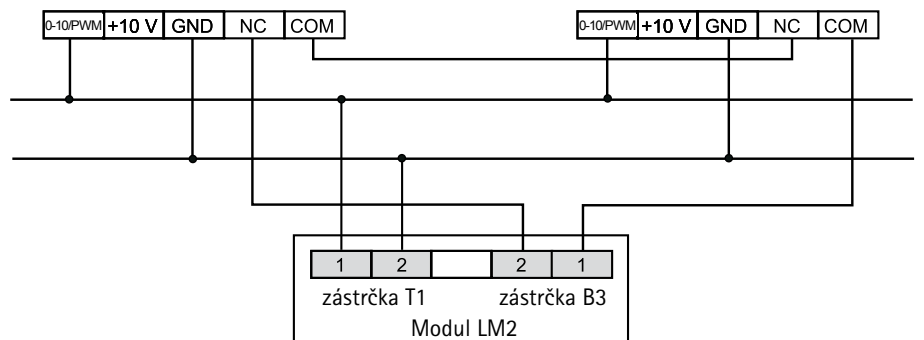 0-10/PWM +10 V GND NC COM 0-10/PWM +10 V GND NC COM
1 2 2 1
zástrčka T1 zástrčka B3
Modul LM2